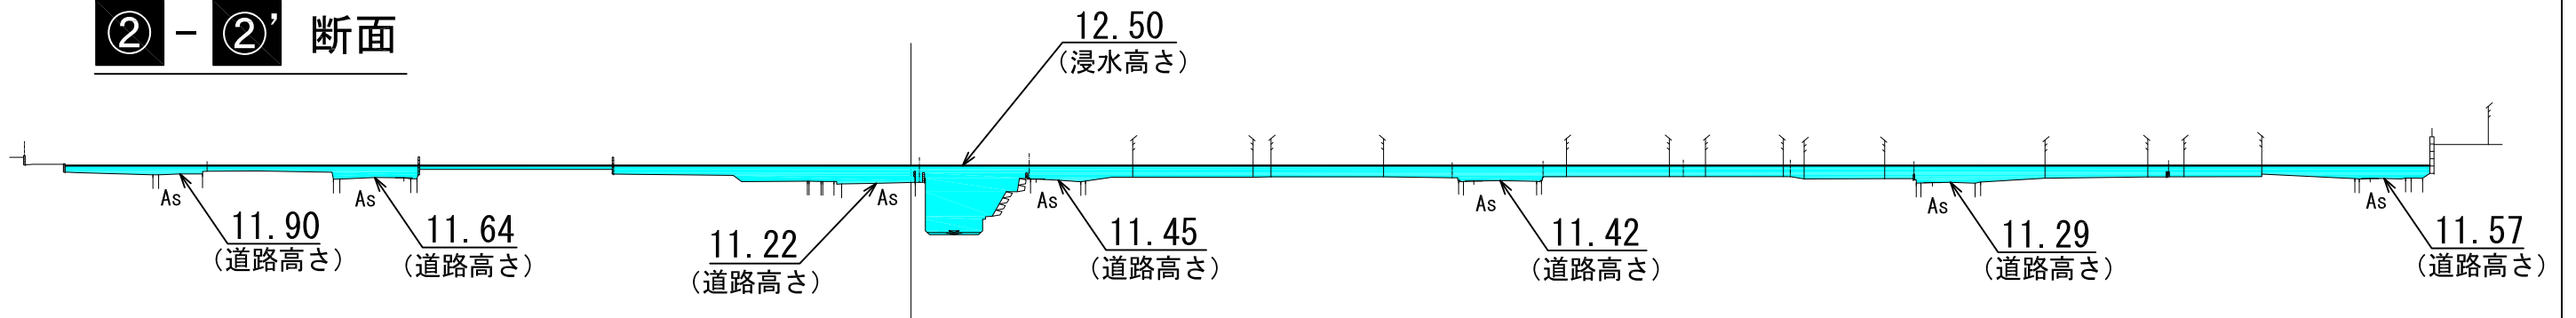 ② - ②' 断面
12.50
(浸水高さ)
As
11.90
(道路高さ)
As
11.64
(道路高さ)
As
11.22
(道路高さ)
As
11.45
(道路高さ)
As
11.42
(道路高さ)
As
11.29
(道路高さ)
As
11.57
(道路高さ)